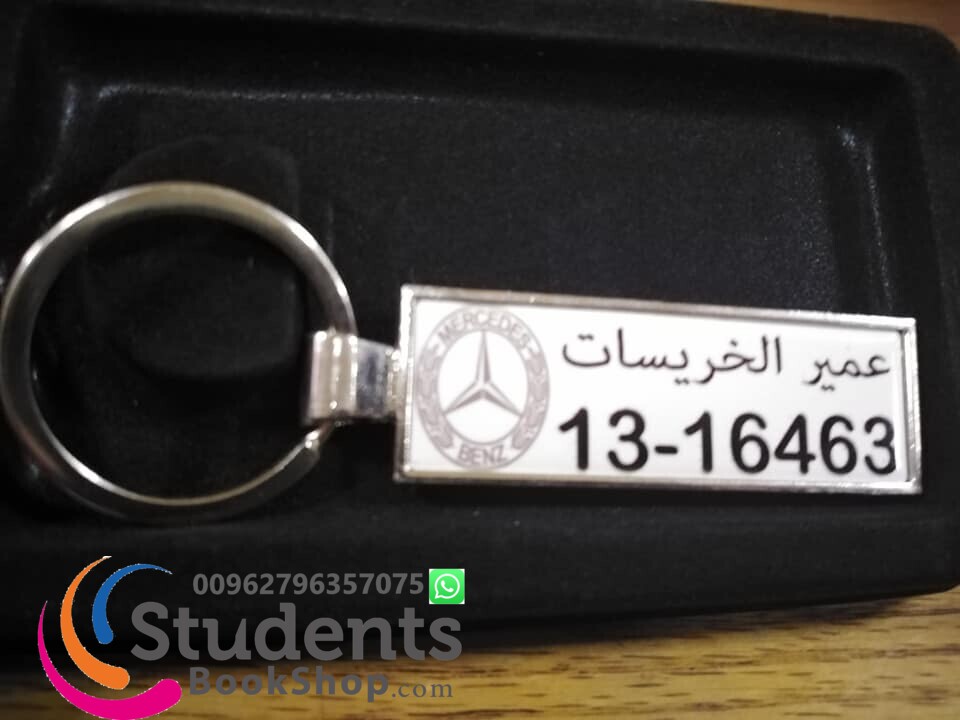 MERCEDES
BENZ
عمير الخريسات
13-16463
00962796357075
Students
BookShop.com